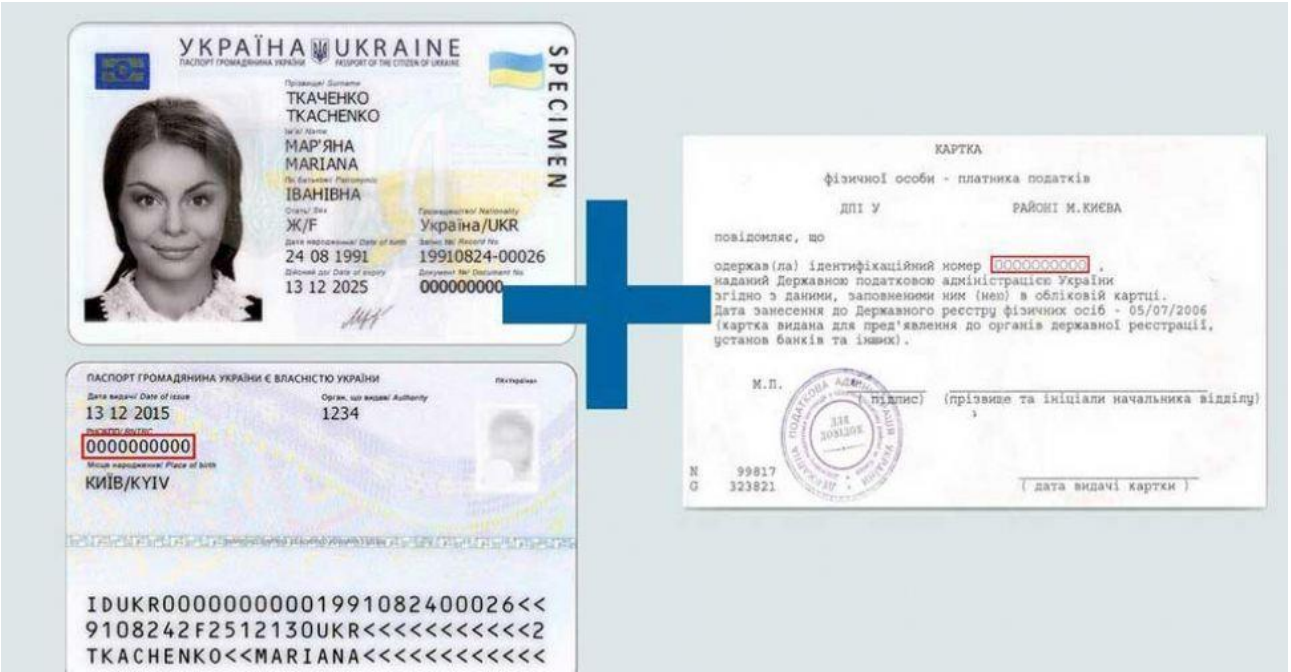 УКРАЇНА UKRAINE
ПАСПОРТ ГРОМАДЯНИНА УКРАЇНИ PASSPORT OF THE CITIZEN OF UKRAINE
SPECIMEN
Прізвище/ Surname
ТКАЧЕНКО
TKACHENKO
Ім'я/ Name
МАР'ЯНА
MARIANA
По батькові/ Patronymic
ІВАНІВНА
Стать/ Sex Громадянство/ Nationality
Ж/F Україна/UKR
Дата народження/ Date of birth Запис №/ Record No.
24 08 1991 19910824-00026
Дійсний до/ Date of expiry Документ №/ Document No.
13 12 2025 000000000
ПАСПОРТ ГРОМАДЯНИНА УКРАЇНИ Є ВЛАСНІСТЮ УКРАЇНИ
Дата видачі/ Date of issue Орган, що видав/ Authority
13 12 2015 1234
РНОКПП/ RNTRC
0000000000
Місце народження/ Place of birth
КИЇВ/KYIV
IDUKR00000000001991082400026<<
9108242F2512130UKR<<<<<<<<<<<2
TKACHENKO<<MARIANA<<<<<<<<<<<<
КАРТКА
фізичної особи - платника податків
ДПІ У РАЙОНІ М.КИЄВА
повідомляє, що
одержав(ла) ідентифікаційний номер 0000000000 ,
наданий Державною податковою адміністрацією України
згідно з даними, заповненими ним (нею) в обліковій картці.
Дата занесення до Державного реєстру фізичних осіб - 05/07/2006
(картка видана для пред'явлення до органів державної реєстрації,
установ банків та інших).
М.П.
( підпис) (прізвище та ініціали начальника відділу)
ДЛЯ
ДОВІДОК
N 99817
G 323821 ( дата видачі картки )